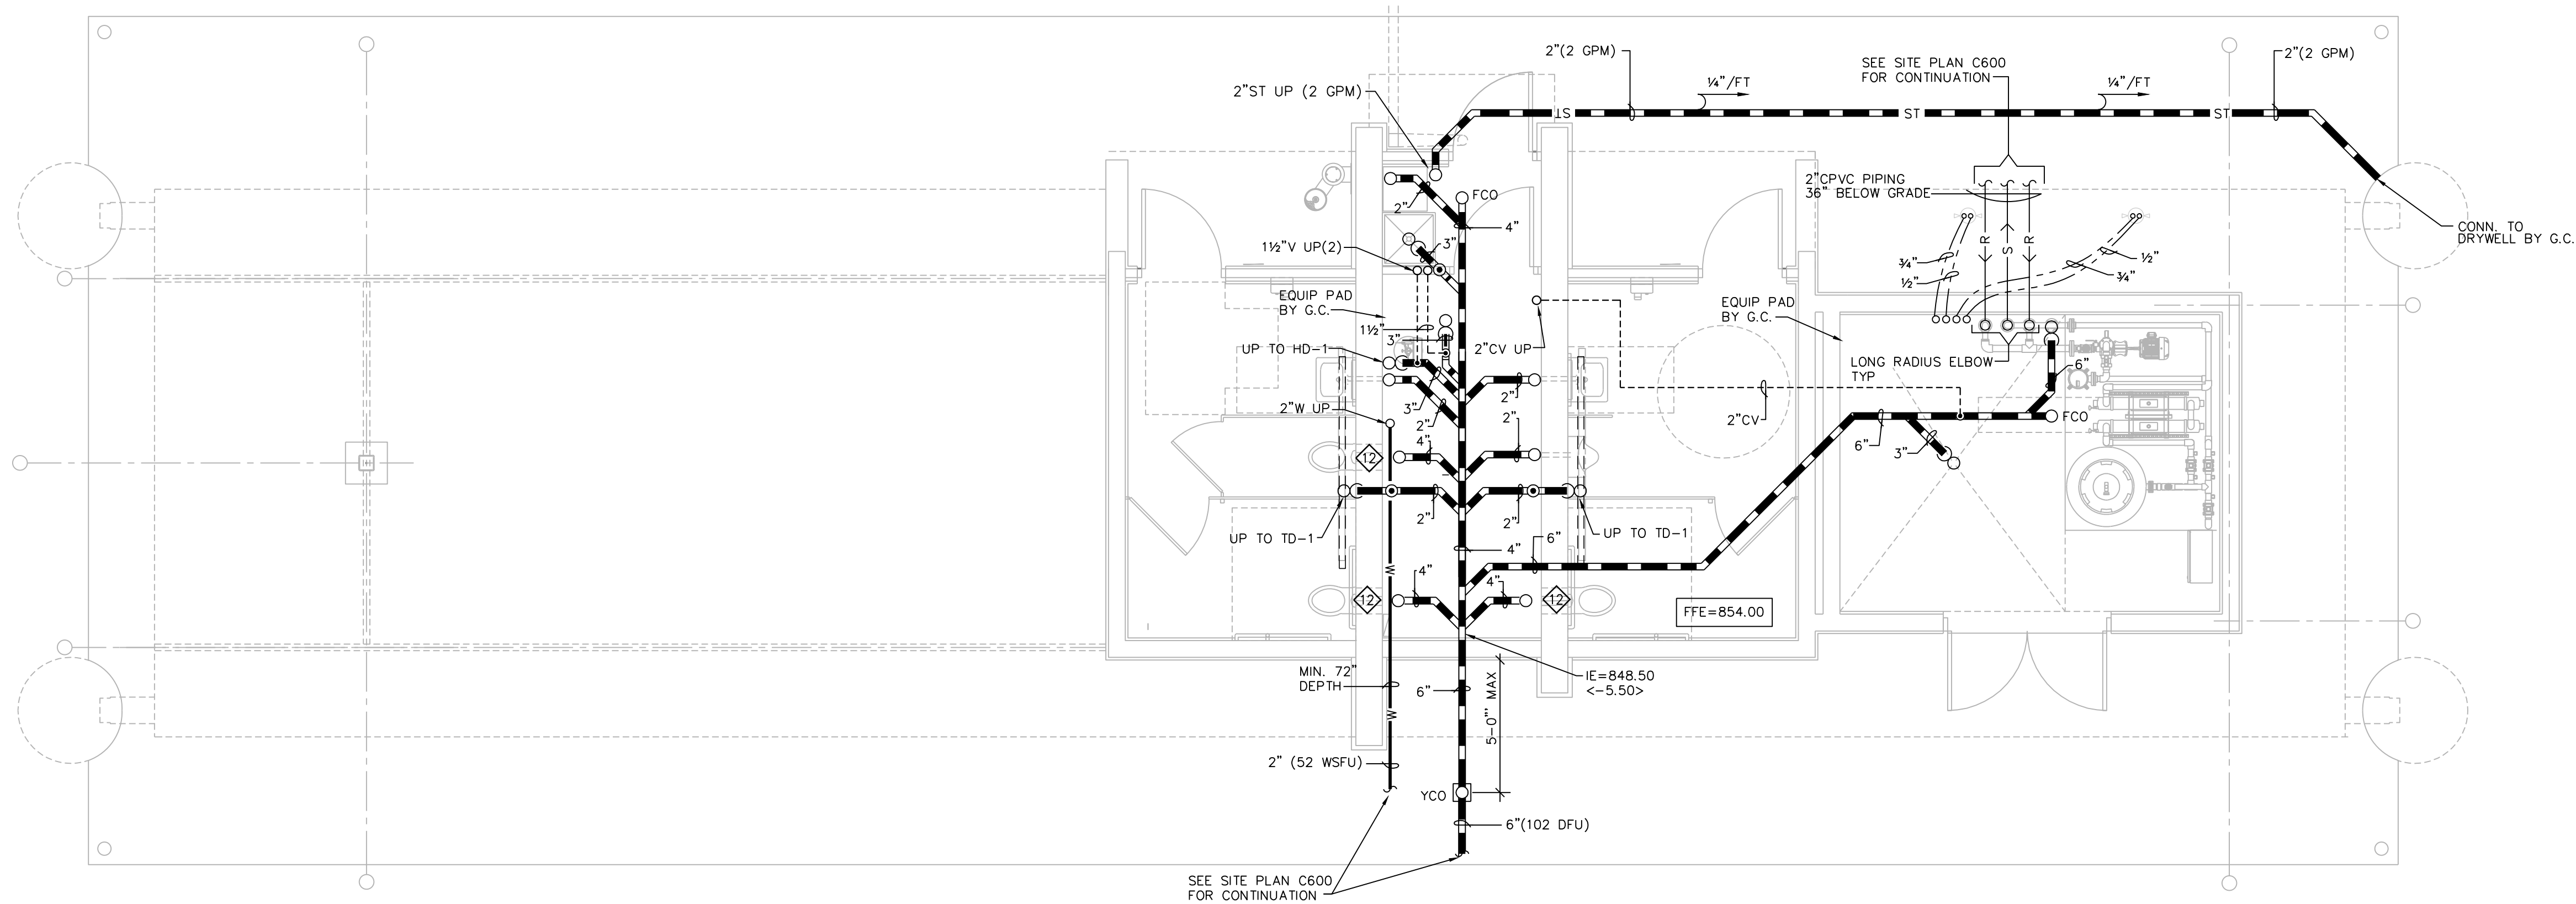 2"(2 GPM)
2"(2 GPM)
SEE SITE PLAN C600
FOR CONTINUATION
¼"/FT
¼"/FT
2"ST UP (2 GPM)
ST
ST
ST
2"CPVC PIPING
36" BELOW GRADE
FCO
2"
4"
CONN. TO
DRYWELL BY G.C.
1½"V UP(2)
3"
R
S
R
¾"
½"
½"
¾"
EQUIP PAD
BY G.C.
EQUIP PAD
BY G.C.
1½"
3"
UP TO HD-1
2"CV UP
LONG RADIUS ELBOW
TYP
6"
2"W UP
3"
2"
2"
2"CV
FCO
2"
4"
6"
3"
12
2"
2"
UP TO TD-1
UP TO TD-1
4"
6"
4"
4"
12
12
W
FFE=854.00
MIN. 72"
DEPTH
6"
5-0"' MAX
IE=848.50
<-5.50>
W
2" (52 WSFU)
YCO
6"(102 DFU)
SEE SITE PLAN C600
FOR CONTINUATION